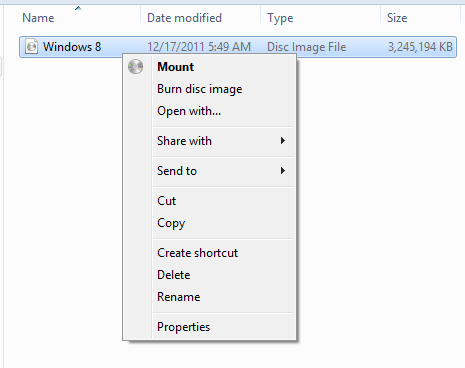 Name Date modified Type Size
Windows 8 12/17/2011 5:49 AM Disc Image File 3,245,194 KB
Mount
Burn disc image
Open with...
Share with
Send to
Cut
Copy
Create shortcut
Delete
Rename
Properties